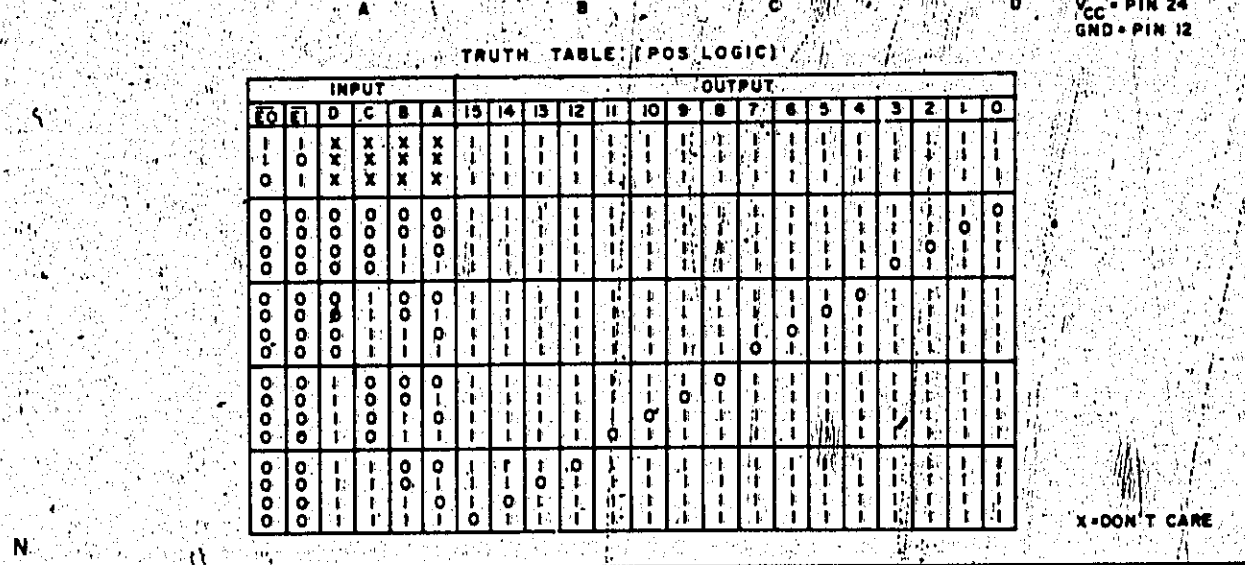 A B C D VCC = PIN 24
GND = PIN 12
TRUTH TABLE (POS LOGIC)
INPUT OUTPUT
E0 E1 D C B A 15 14 13 12 11 10 9 8 7 6 5 4 3 2 1 0
1 1 X X X X 1 1 1 1 1 1 1 1 1 1 1 1 1 1 1 1
1 0 X X X X 1 1 1 1 1 1 1 1 1 1 1 1 1 1 1 1
0 1 X X X X 1 1 1 1 1 1 1 1 1 1 1 1 1 1 1 1
0 0 0 0 0 0 1 1 1 1 1 1 1 1 1 1 1 1 1 1 1 0
0 0 0 0 0 1 1 1 1 1 1 1 1 1 1 1 1 1 1 1 0 1
0 0 0 0 1 0 1 1 1 1 1 1 1 1 1 1 1 1 1 0 1 1
0 0 0 0 1 1 1 1 1 1 1 1 1 1 1 1 1 1 0 1 1 1
0 0 0 1 0 0 1 1 1 1 1 1 1 1 1 1 1 0 1 1 1 1
0 0 0 1 0 1 1 1 1 1 1 1 1 1 1 1 0 1 1 1 1 1
0 0 0 1 1 0 1 1 1 1 1 1 1 1 1 0 1 1 1 1 1 1
0 0 0 1 1 1 1 1 1 1 1 1 1 1 0 1 1 1 1 1 1 1
0 0 1 0 0 0 1 1 1 1 1 1 1 0 1 1 1 1 1 1 1 1
0 0 1 0 0 1 1 1 1 1 1 1 0 1 1 1 1 1 1 1 1 1
0 0 1 0 1 0 1 1 1 1 1 0 1 1 1 1 1 1 1 1 1 1
0 0 1 0 1 1 1 1 1 1 0 1 1 1 1 1 1 1 1 1 1 1
0 0 1 1 0 0 1 1 1 0 1 1 1 1 1 1 1 1 1 1 1 1
0 0 1 1 0 1 1 1 0 1 1 1 1 1 1 1 1 1 1 1 1 1
0 0 1 1 1 0 1 0 1 1 1 1 1 1 1 1 1 1 1 1 1 1
0 0 1 1 1 1 0 1 1 1 1 1 1 1 1 1 1 1 1 1 1 1
X=DON'T CARE
N